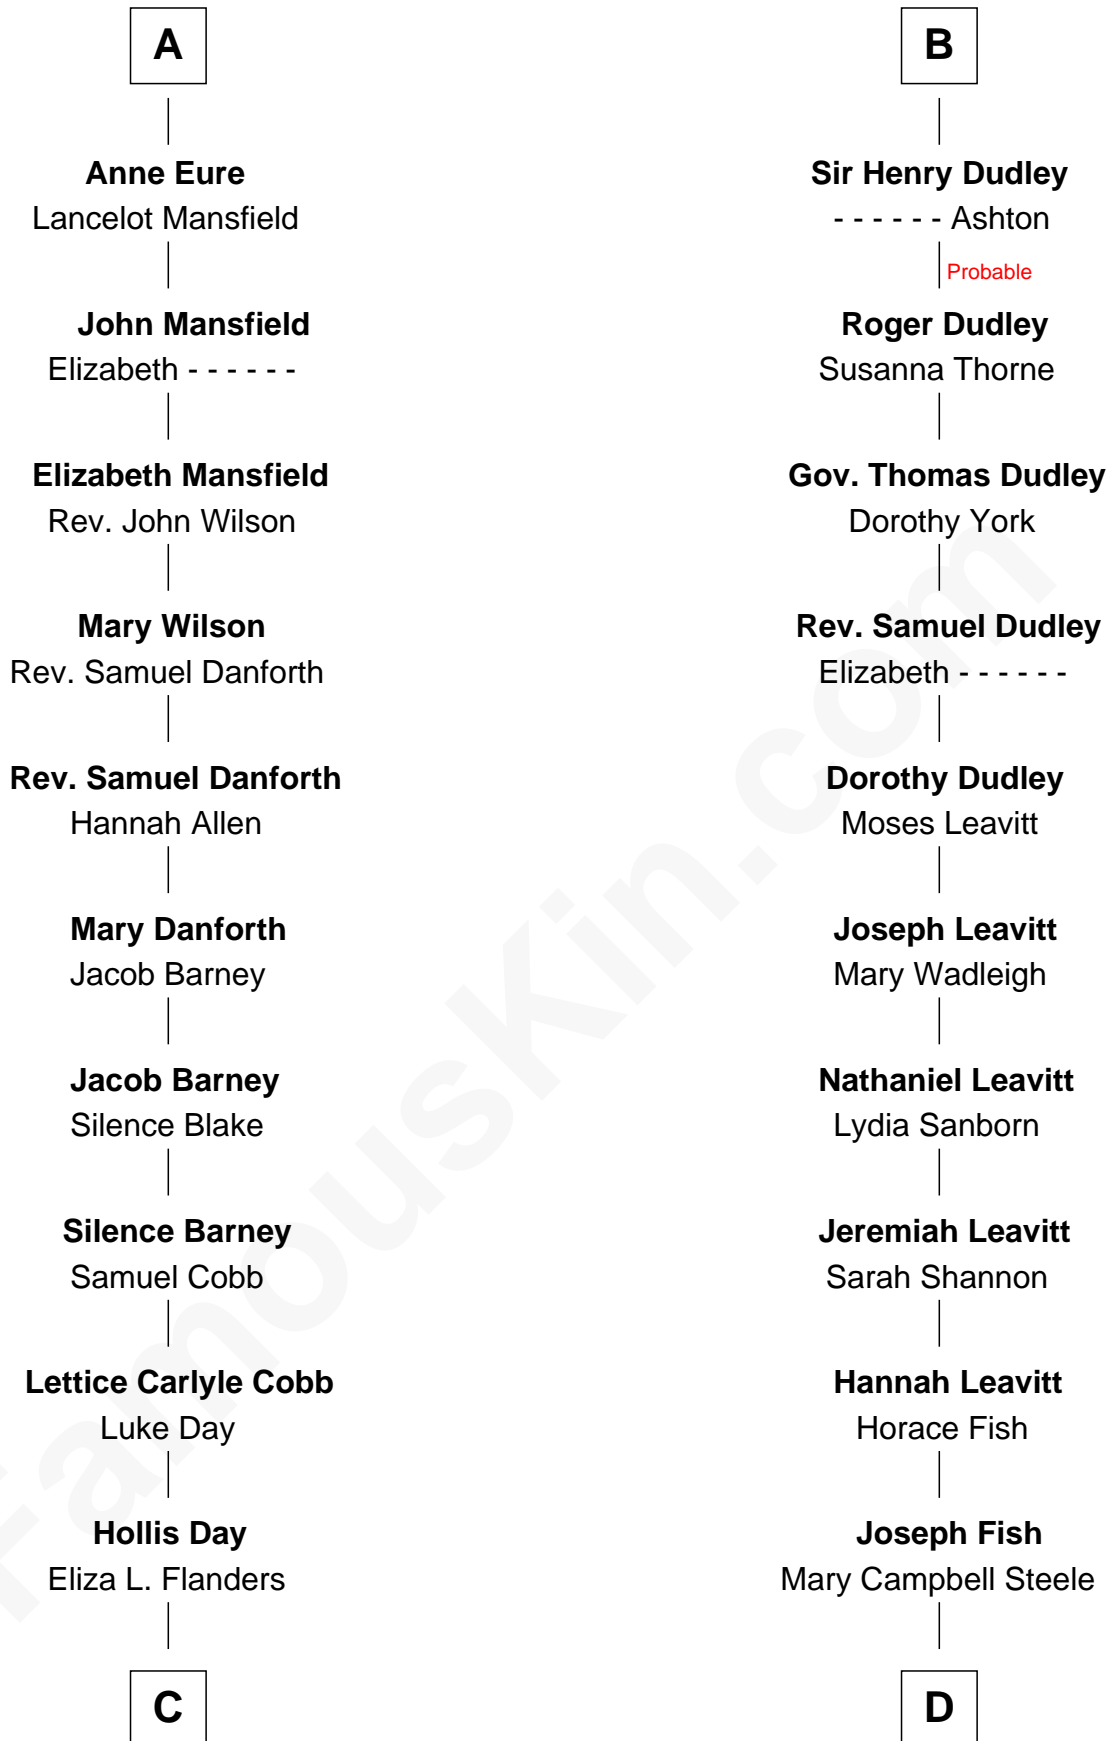 A
Anne Eure
Lancelot Mansfield
John Mansfield
Elizabeth - - - - - -
Elizabeth Mansfield
Rev. John Wilson
Mary Wilson
Rev. Samuel Danforth
Rev. Samuel Danforth
Hannah Allen
Mary Danforth
Jacob Barney
Jacob Barney
Silence Blake
Silence Barney
Samuel Cobb
Lettice Carlyle Cobb
Luke Day
Hollis Day
Eliza L. Flanders
C
B
Sir Henry Dudley
- - - - - - Ashton
Probable
Roger Dudley
Susanna Thorne
Gov. Thomas Dudley
Dorothy York
Rev. Samuel Dudley
Elizabeth - - - - - -
Dorothy Dudley
Moses Leavitt
Joseph Leavitt
Mary Wadleigh
Nathaniel Leavitt
Lydia Sanborn
Jeremiah Leavitt
Sarah Shannon
Hannah Leavitt
Horace Fish
Joseph Fish
Mary Campbell Steele
D
FamousKin.com